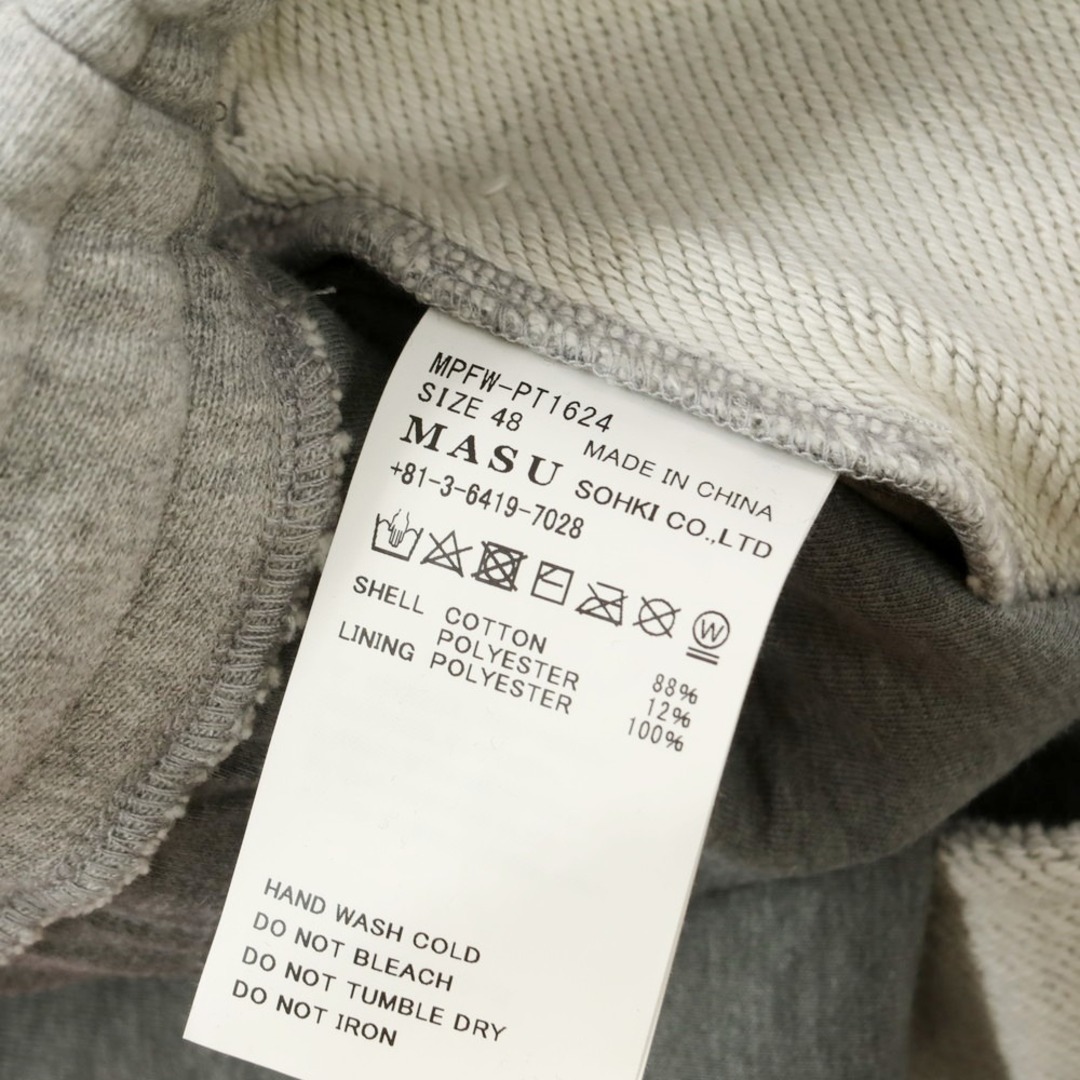 MPFW-PT1624
SIZE 48 MADE IN CHINA
MASU SOHKI CO.,LTD
+81-3-6419-7028
W
SHELL COTTON 88%
POLYESTER 12%
LINING POLYESTER 100%
HAND WASH COLD
DO NOT BLEACH
DO NOT TUMBLE DRY
DO NOT IRON